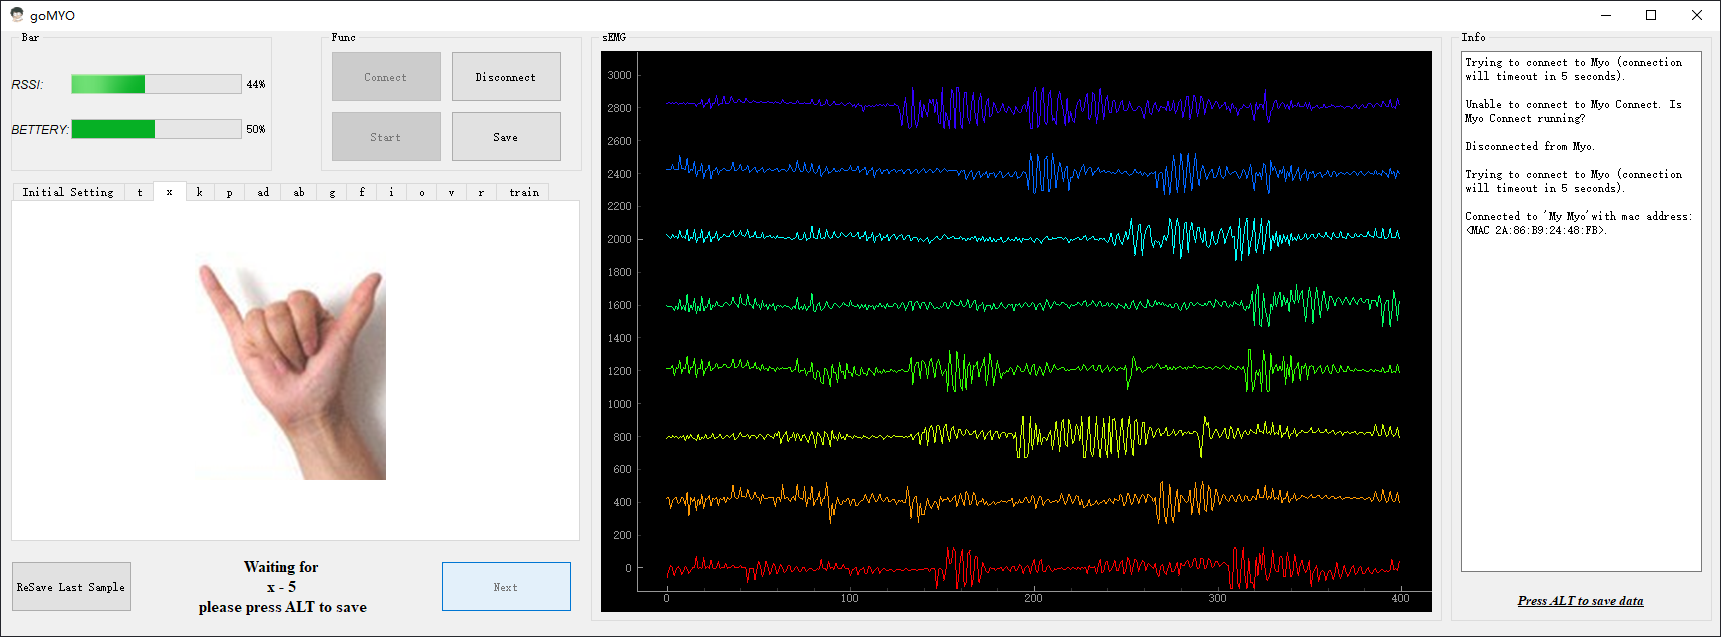 goMYO
Bar
RSSI: 44%
BETTERY: 50%
Func
Connect Disconnect
Start Save
Initial Setting t x k p ad ab g f i o v r train
ReSave Last Sample
Waiting for
x - 5
please press ALT to save
Next
sEMG
3000
2800
2600
2400
2200
2000
1800
1600
1400
1200
1000
800
600
400
200
0
0 100 200 300 400
Info
Trying to connect to Myo (connection
will timeout in 5 seconds).
Unable to connect to Myo Connect. Is
Myo Connect running?
Disconnected from Myo.
Trying to connect to Myo (connection
will timeout in 5 seconds).
Connected to 'My Myo'with mac address:
<MAC 2A:86:B9:24:48:FB>.
Press ALT to save data